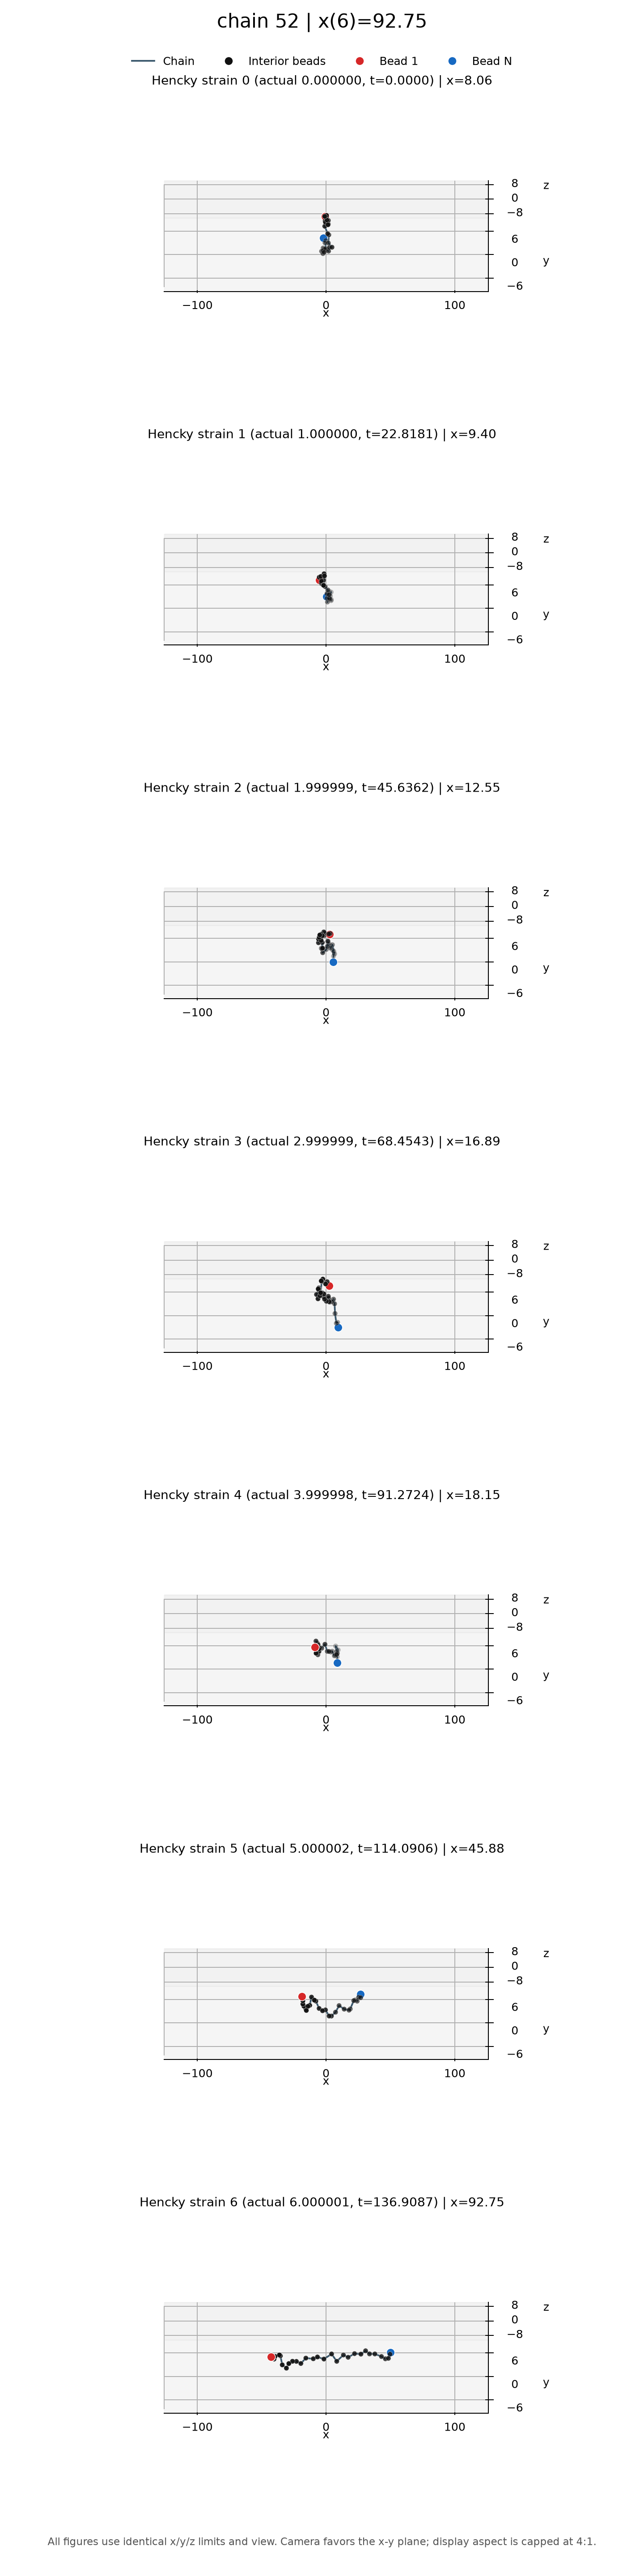 chain 52 | x(6)=92.75
Chain Interior beads Bead 1 Bead N
Hencky strain 0 (actual 0.000000, t=0.0000) | x=8.06
8 z
0
−8
6
0 y
−6
−100 0 100
x
Hencky strain 1 (actual 1.000000, t=22.8181) | x=9.40
8 z
0
−8
6
0 y
−6
−100 0 100
x
Hencky strain 2 (actual 1.999999, t=45.6362) | x=12.55
8 z
0
−8
6
0 y
−6
−100 0 100
x
Hencky strain 3 (actual 2.999999, t=68.4543) | x=16.89
8 z
0
−8
6
0 y
−6
−100 0 100
x
Hencky strain 4 (actual 3.999998, t=91.2724) | x=18.15
8 z
0
−8
6
0 y
−6
−100 0 100
x
Hencky strain 5 (actual 5.000002, t=114.0906) | x=45.88
8 z
0
−8
6
0 y
−6
−100 0 100
x
Hencky strain 6 (actual 6.000001, t=136.9087) | x=92.75
8 z
0
−8
6
0 y
−6
−100 0 100
x
All figures use identical x/y/z limits and view. Camera favors the x-y plane; display aspect is capped at 4:1.